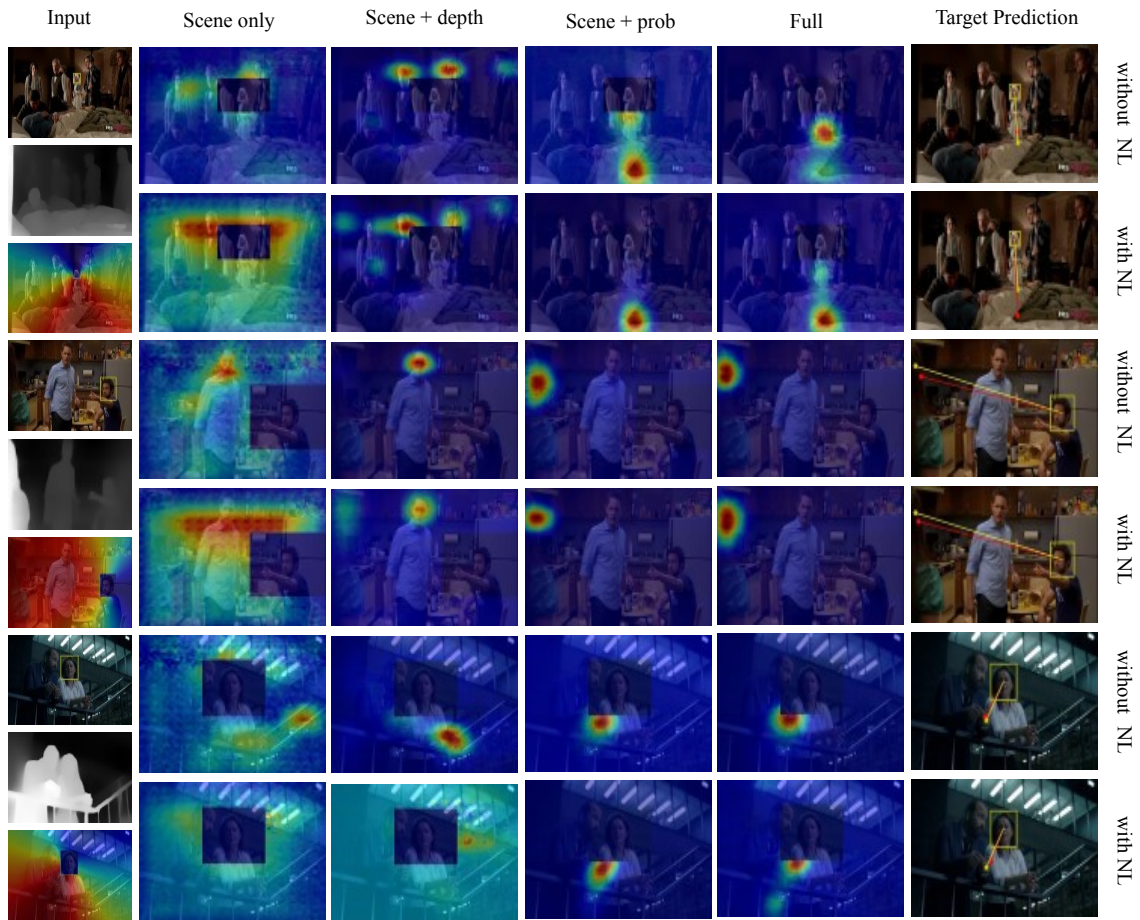 Input
Scene only
Scene + depth
Scene + prob
Full
Target Prediction
without NL
with NL
without NL
with NL
without NL
with NL